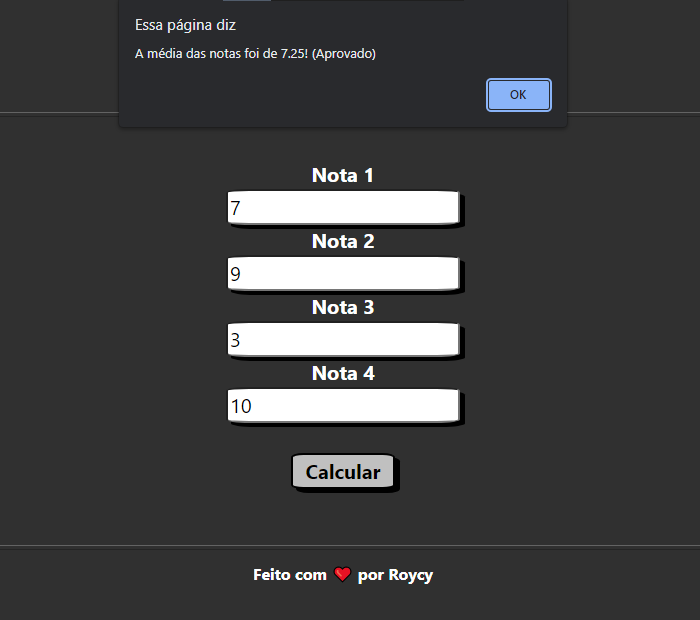 Essa página diz
A média das notas foi de 7.25! (Aprovado)
OK
Nota 1
7
Nota 2
9
Nota 3
3
Nota 4
10
Calcular
Feito com ❤ por Roycy